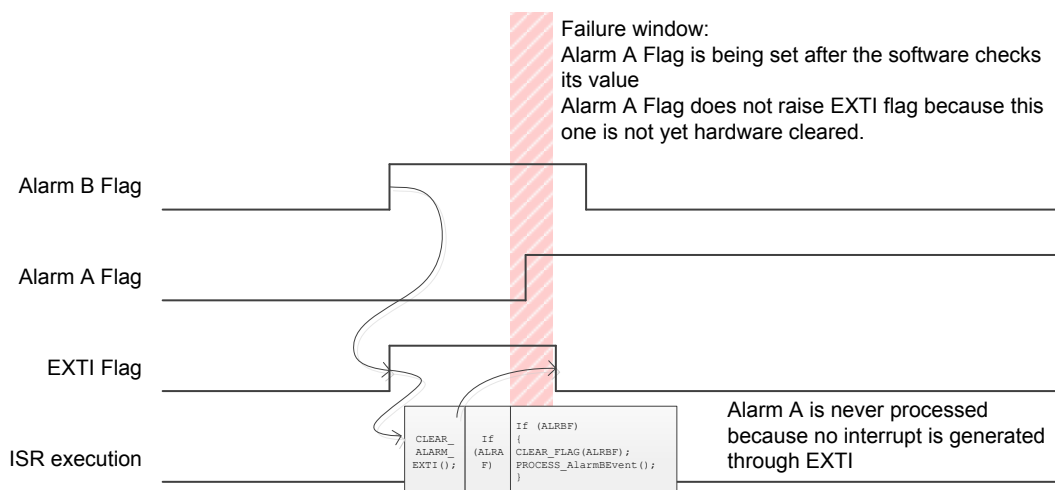 Failure window:
Alarm A Flag is being set after the software checks
its value
Alarm A Flag does not raise EXTI flag because this
one is not yet hardware cleared.
Alarm B Flag
Alarm A Flag
EXTI Flag
ISR execution
CLEAR_
ALARM_
EXTI();
If
(ALRA
F)
If (ALRBF)
{
CLEAR_FLAG(ALRBF);
PROCESS_AlarmBEvent();
}
Alarm A is never processed
because no interrupt is generated
through EXTI